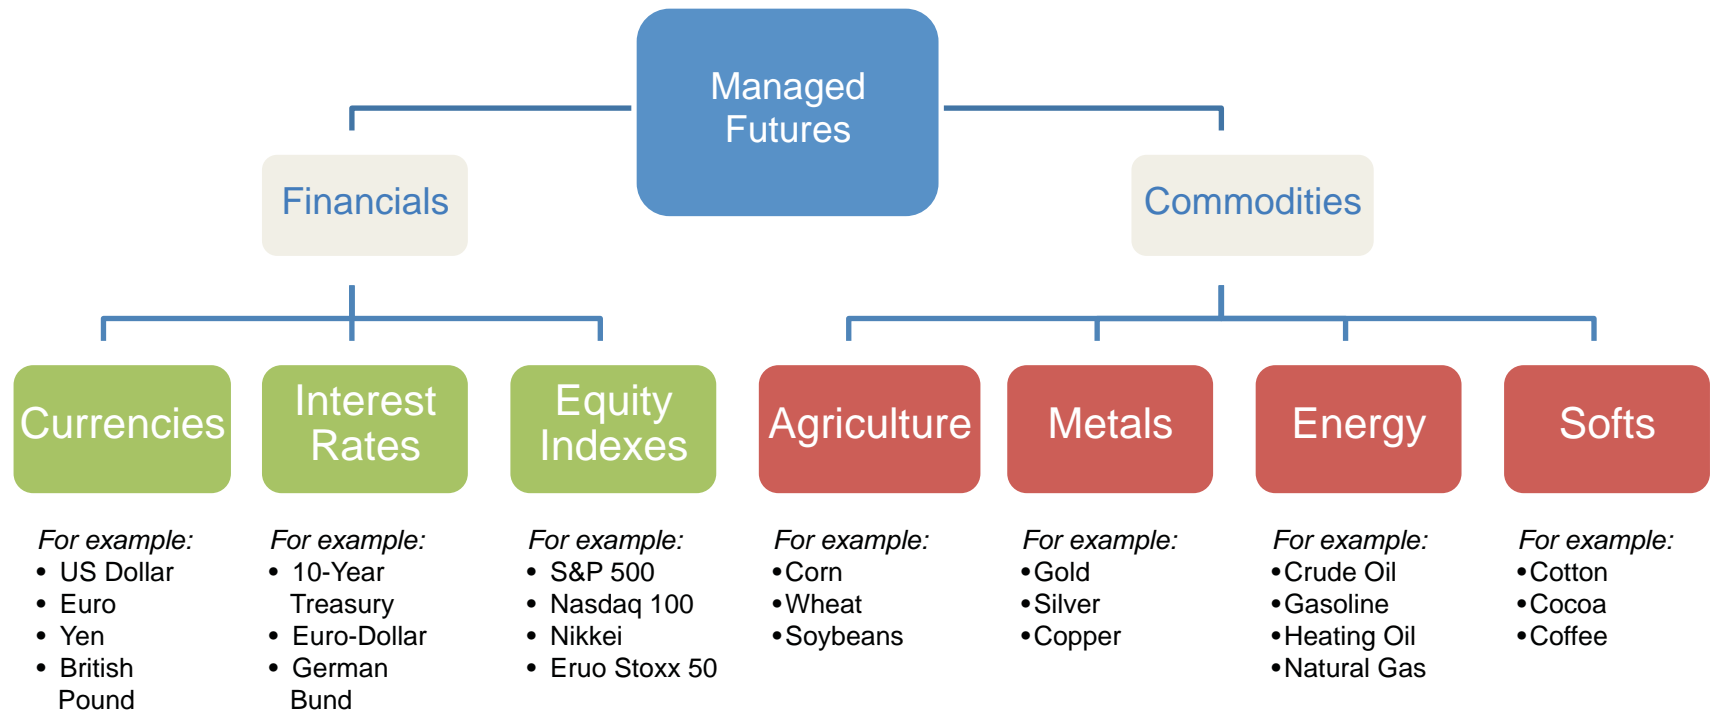 Managed
Futures
Financials
Commodities
Currencies
Interest
Rates
Equity
Indexes
Agriculture
Metals
Energy
Softs
For example:
• US Dollar
• Euro
• Yen
• British
Pound
For example:
• 10-Year
Treasury
• Euro-Dollar
• German
Bund
For example:
• S&P 500
• Nasdaq 100
• Nikkei
• Eruo Stoxx 50
For example:
•Corn
•Wheat
•Soybeans
For example:
•Gold
•Silver
•Copper
For example:
•Crude Oil
•Gasoline
•Heating Oil
•Natural Gas
For example:
•Cotton
•Cocoa
•Coffee